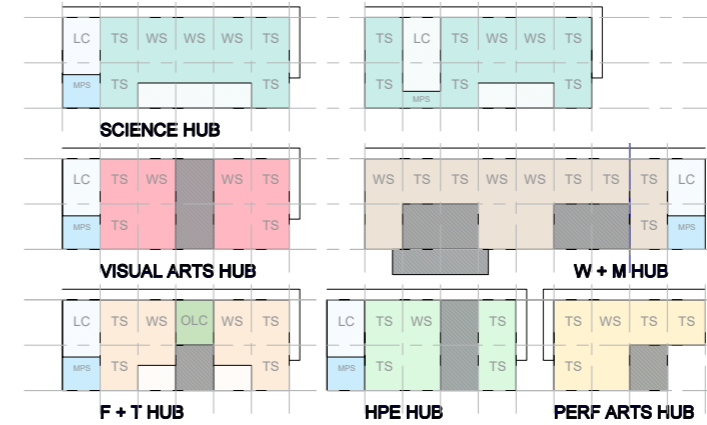 LC TS WS WS WS TS
MPS TS TS
TS LC TS WS WS TS
TS MPS TS TS
SCIENCE HUB
LC TS WS WS TS
MPS TS TS
VISUAL ARTS HUB
WS TS TS WS WS TS TS TS LC
TS MPS
W + M HUB
LC TS WS OLC WS TS
MPS TS TS
F + T HUB
LC TS WS TS
MPS TS TS
HPE HUB
TS WS TS TS
TS
PERF ARTS HUB